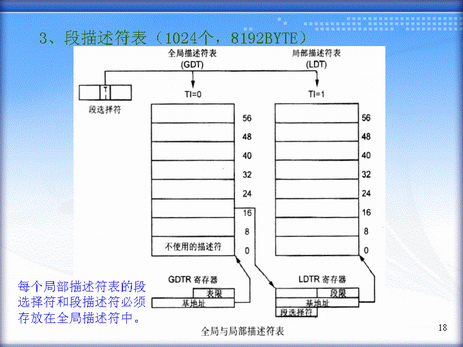 3、段描述符表（1024个，8192BYTE）
全局描述符表
(GDT)
局部描述符表
(LDT)
T
I
段选择符
TI=0
TI=1
56
48
40
32
24
16
8
0
不使用的描述符
56
48
40
32
24
16
8
0
GDTR 寄存器
表限
基地址
LDTR 寄存器
段限
基地址
段选择符
每个局部描述符表的段
选择符和段描述符必须
存放在全局描述符中。
全局与局部描述符表
18